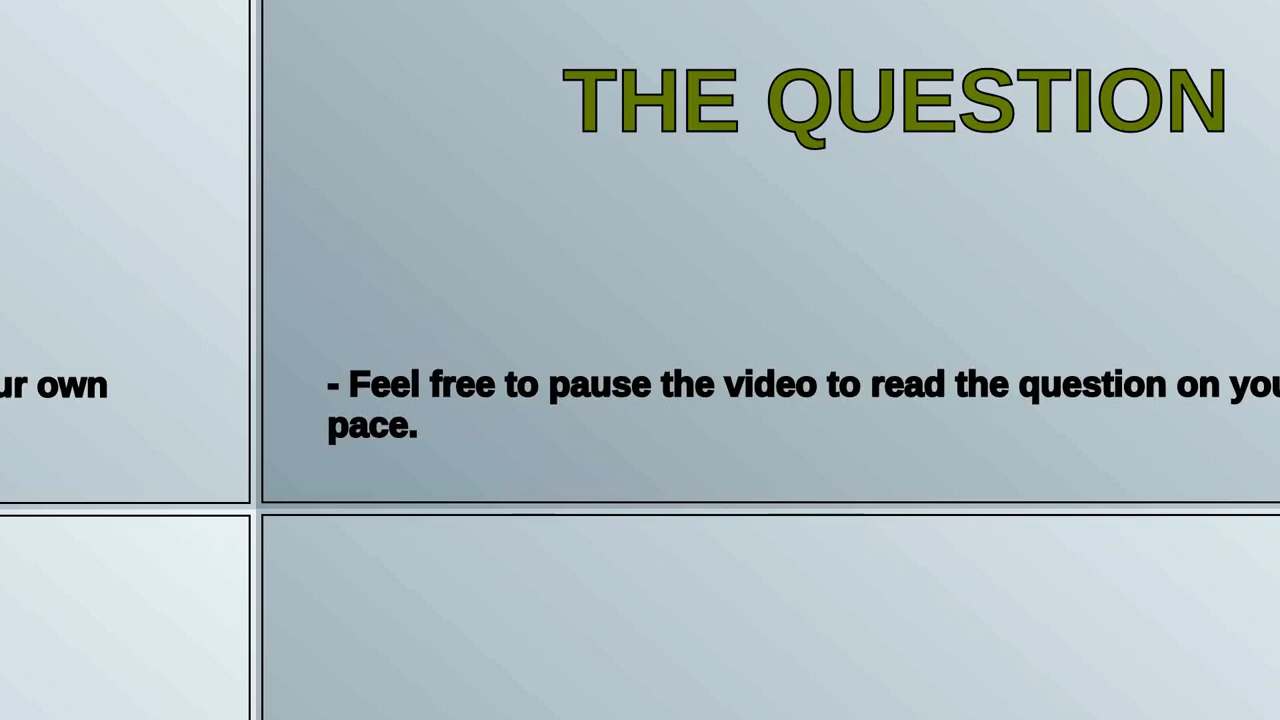 THE QUESTION
ur own
- Feel free to pause the video to read the question on you
pace.